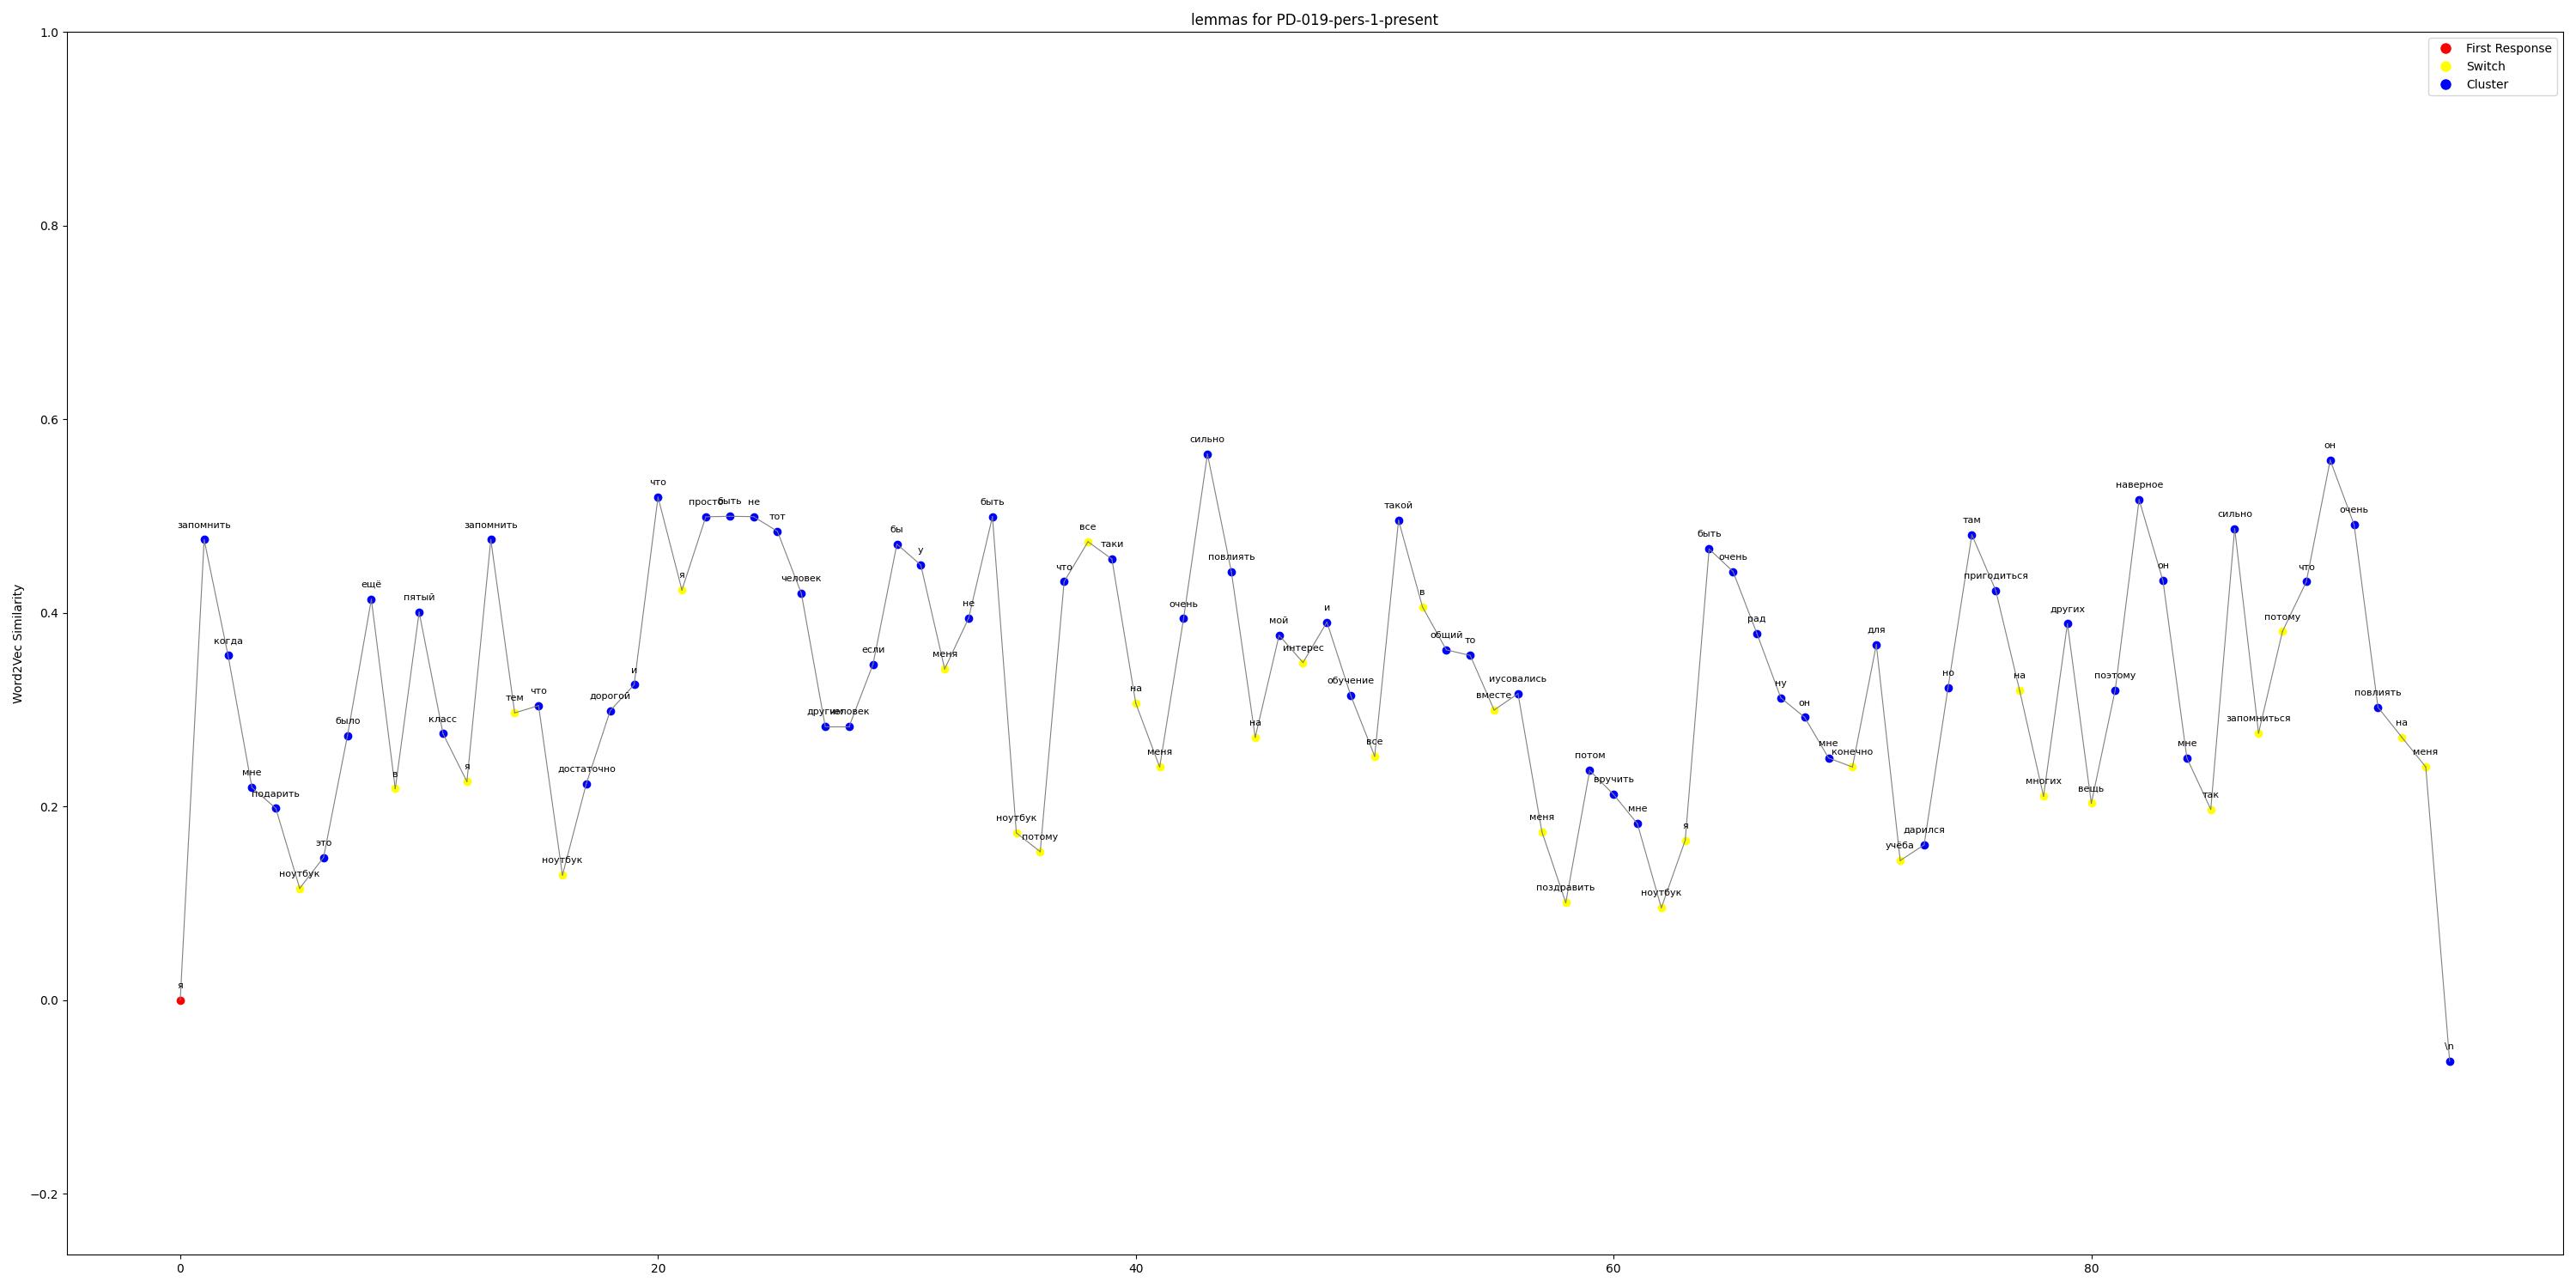 lemmas for PD-019-pers-1-present
1.0
0.8
0.6
0.4
0.2
0.0
−0.2
Word2Vec Similarity
First Response
Switch
Cluster
я
запомнить
когда
мне
подарить
ноутбук
это
было
ещё
в
пятый
класс
я
запомнить
тем
что
ноутбук
достаточно
дорогой
и
что
я
просто
быть
не
тот
человек
другим
человек
если
бы
у
меня
не
быть
ноутбук
потому
что
все
таки
на
меня
очень
сильно
повлиять
на
мой
интерес
и
обучение
все
такой
в
общий
то
вместе
иусовались
меня
поздравить
потом
вручить
мне
ноутбук
я
быть
очень
рад
ну
он
мне
конечно
для
учёба
дарился
но
там
пригодиться
на
многих
других
вещь
поэтому
наверное
он
мне
так
сильно
запомниться
потому
что
он
очень
повлиять
на
меня
\n
0
20
40
60
80